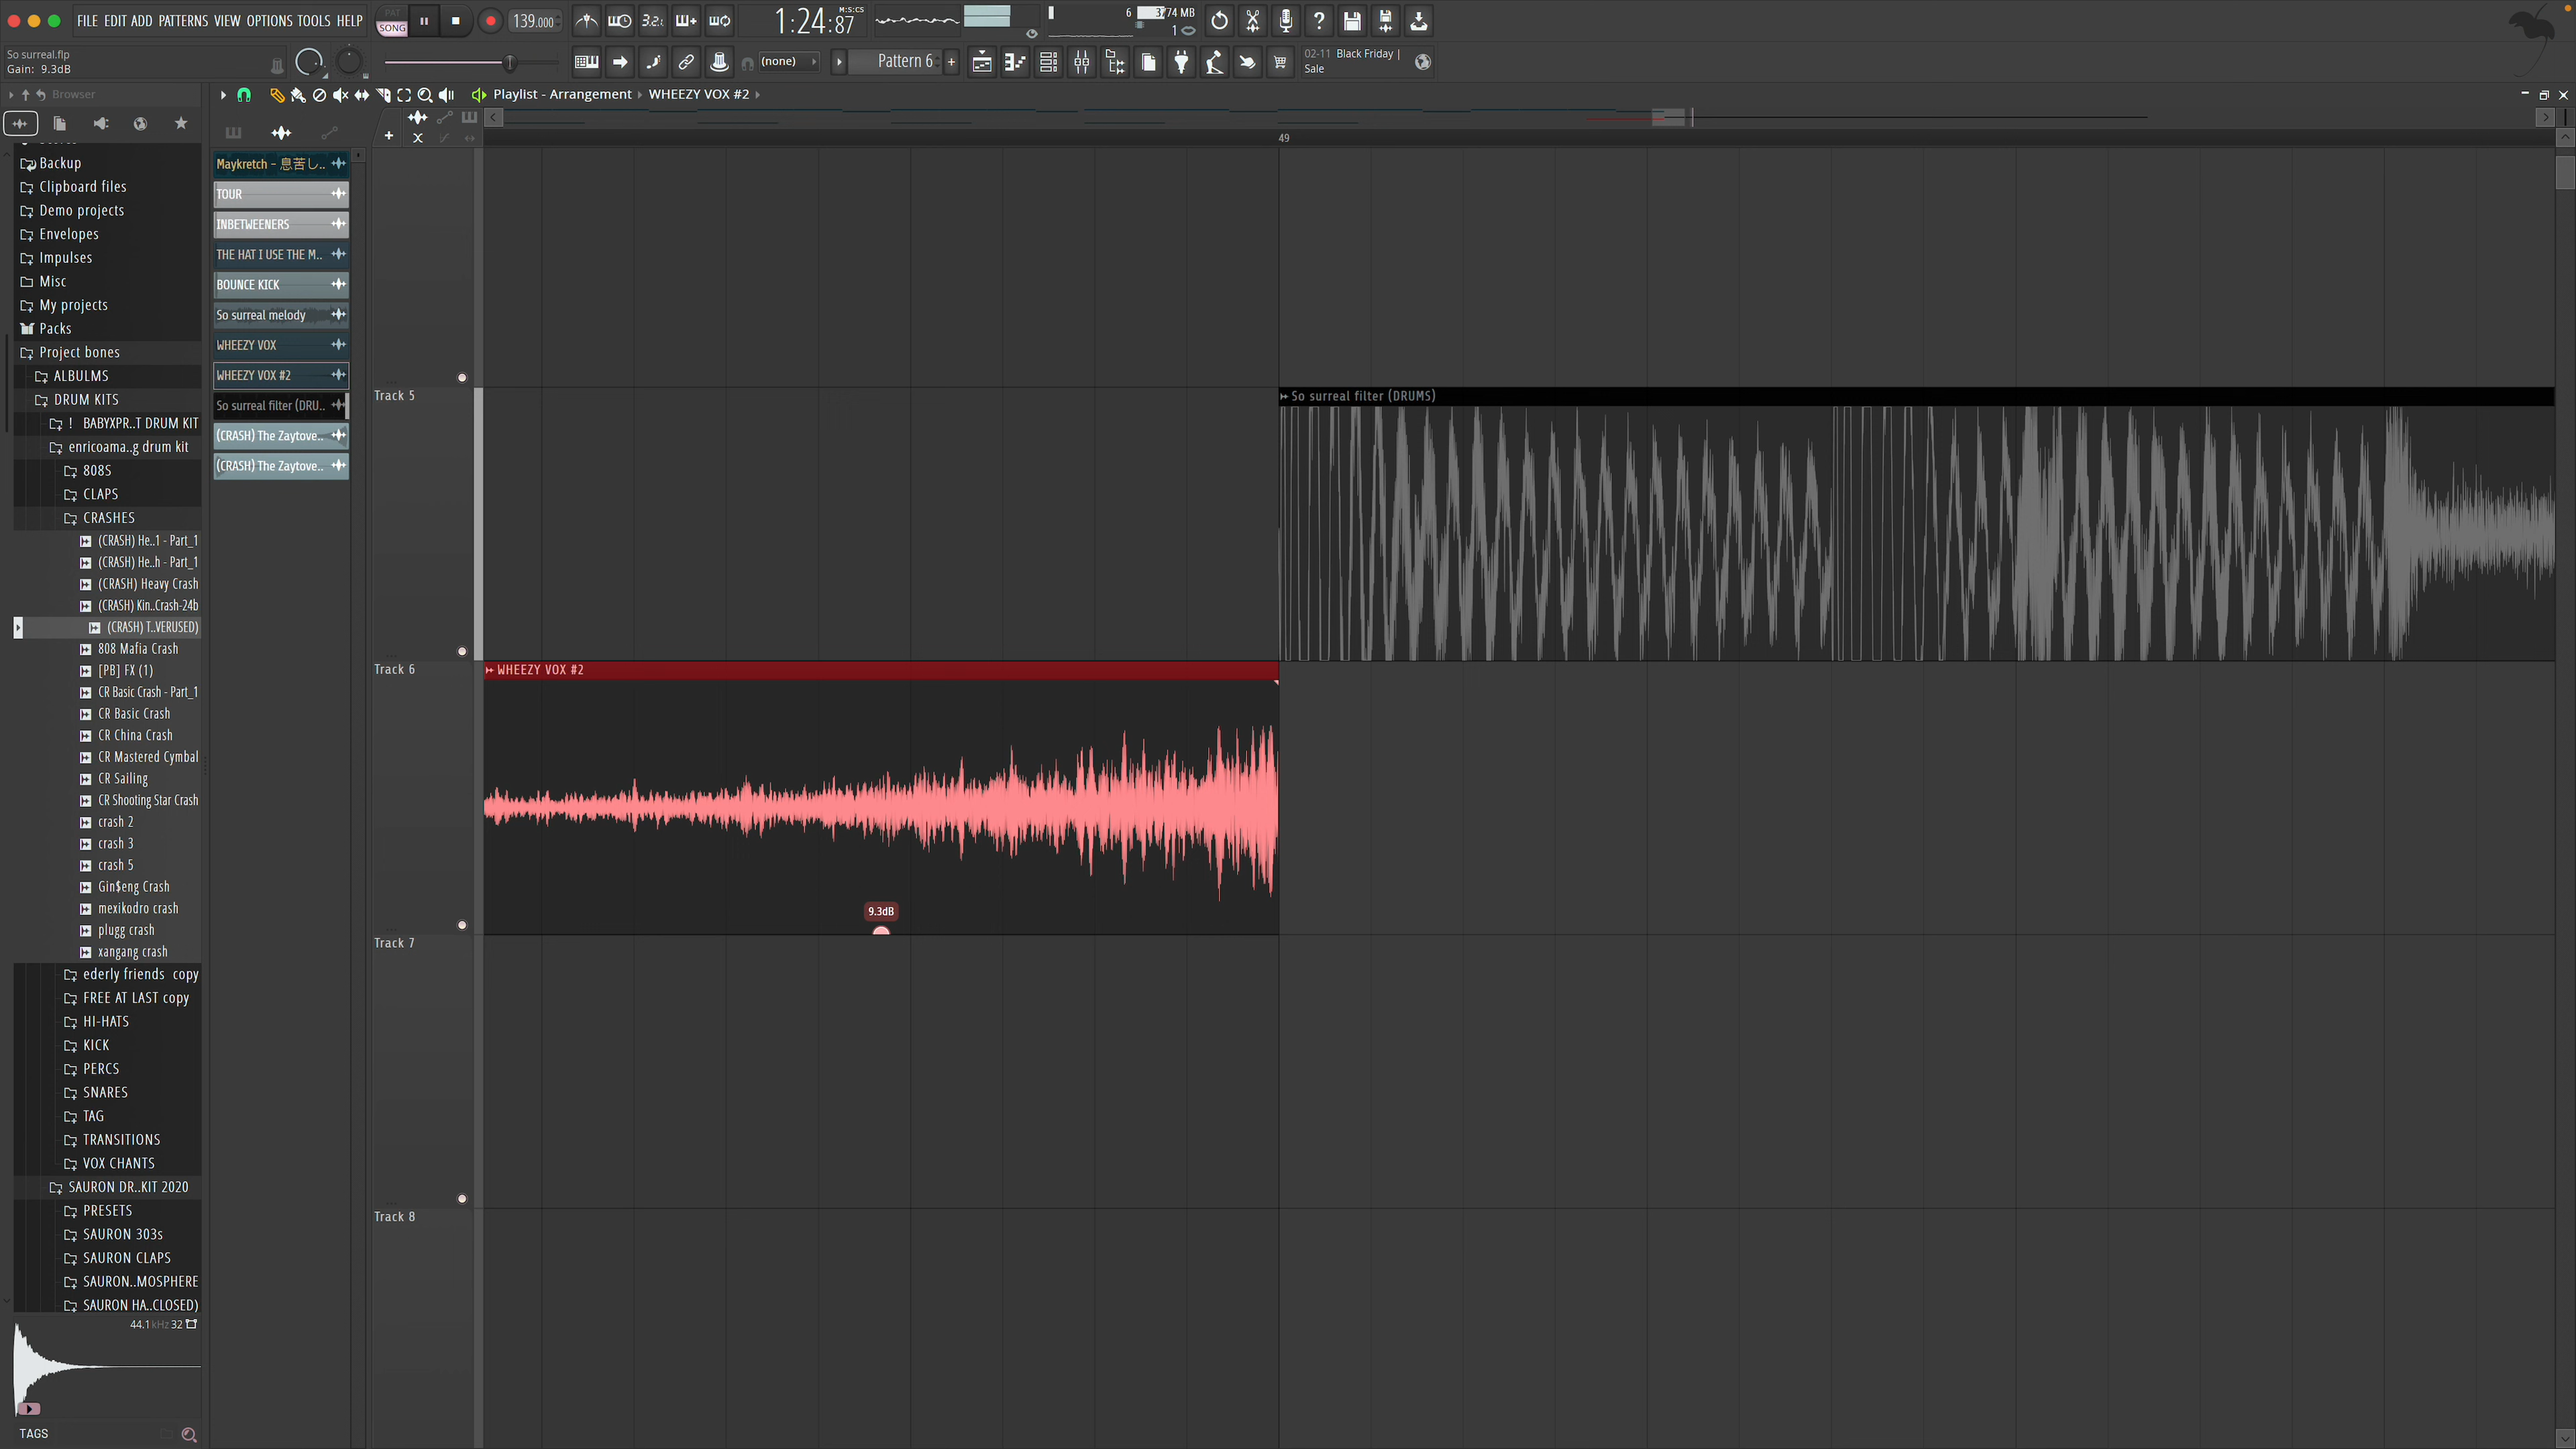 FILE EDIT ADD PATTERNS VIEW OPTIONS TOOLS HELP
PAT
SONG
139.000
3.2.
1:24:87
M:S:CS
6
3774 MB
1
So surreal.flp
Gain: 9.3dB
(none)
Pattern 6
02-11 Black Friday |
Sale
Browser
Playlist - Arrangement
WHEEZY VOX #2
49
Backup
Clipboard files
Demo projects
Envelopes
Impulses
Misc
My projects
Packs
Project bones
ALBULMS
DRUM KITS
! BABYXPR..T DRUM KIT
enricoama..g drum kit
808S
CLAPS
CRASHES
(CRASH) He..1 - Part_1
(CRASH) He..h - Part_1
(CRASH) Heavy Crash
(CRASH) Kin..Crash-24b
(CRASH) T..VERUSED)
808 Mafia Crash
[PB] FX (1)
CR Basic Crash - Part_1
CR Basic Crash
CR China Crash
CR Mastered Cymbal
CR Sailing
CR Shooting Star Crash
crash 2
crash 3
crash 5
Gin$eng Crash
mexikodro crash
plugg crash
xangang crash
ederly friends copy
FREE AT LAST copy
HI-HATS
KICK
PERCS
SNARES
TAG
TRANSITIONS
VOX CHANTS
SAURON DR..KIT 2020
PRESETS
SAURON 303s
SAURON CLAPS
SAURON..MOSPHERE
SAURON HA..CLOSED)
44.1kHz 32
TAGS
Maykretch - 息苦し..
TOUR
INBETWEENERS
THE HAT I USE THE M..
BOUNCE KICK
So surreal melody
WHEEZY VOX
WHEEZY VOX #2
So surreal filter (DRU..
(CRASH) The Zaytove..
(CRASH) The Zaytove..
Track 5
So surreal filter (DRUMS)
Track 6
WHEEZY VOX #2
9.3dB
Track 7
Track 8